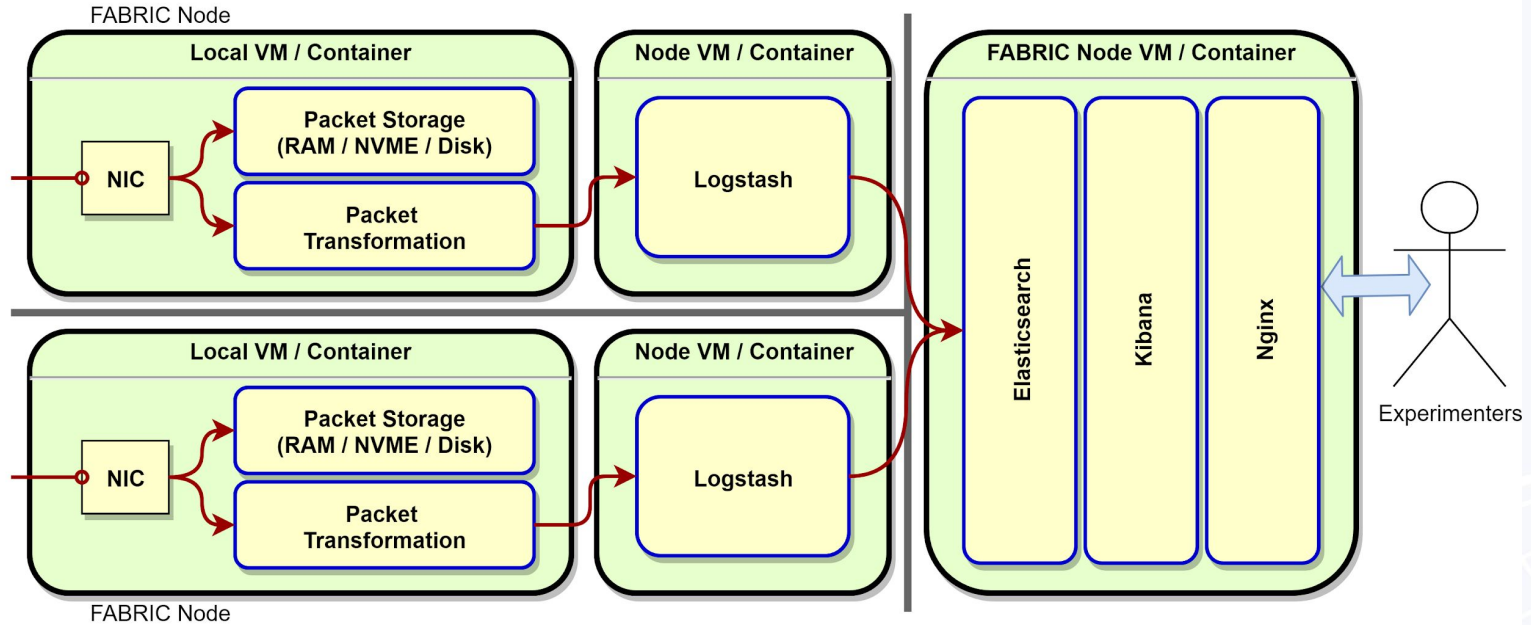 FABRIC Node
Local VM / Container
NIC
Packet Storage
(RAM / NVME / Disk)
Packet
Transformation
Node VM / Container
Logstash
FABRIC Node VM / Container
Elasticsearch
Kibana
Nginx
Experimenters
Local VM / Container
NIC
Packet Storage
(RAM / NVME / Disk)
Packet
Transformation
Node VM / Container
Logstash
FABRIC Node